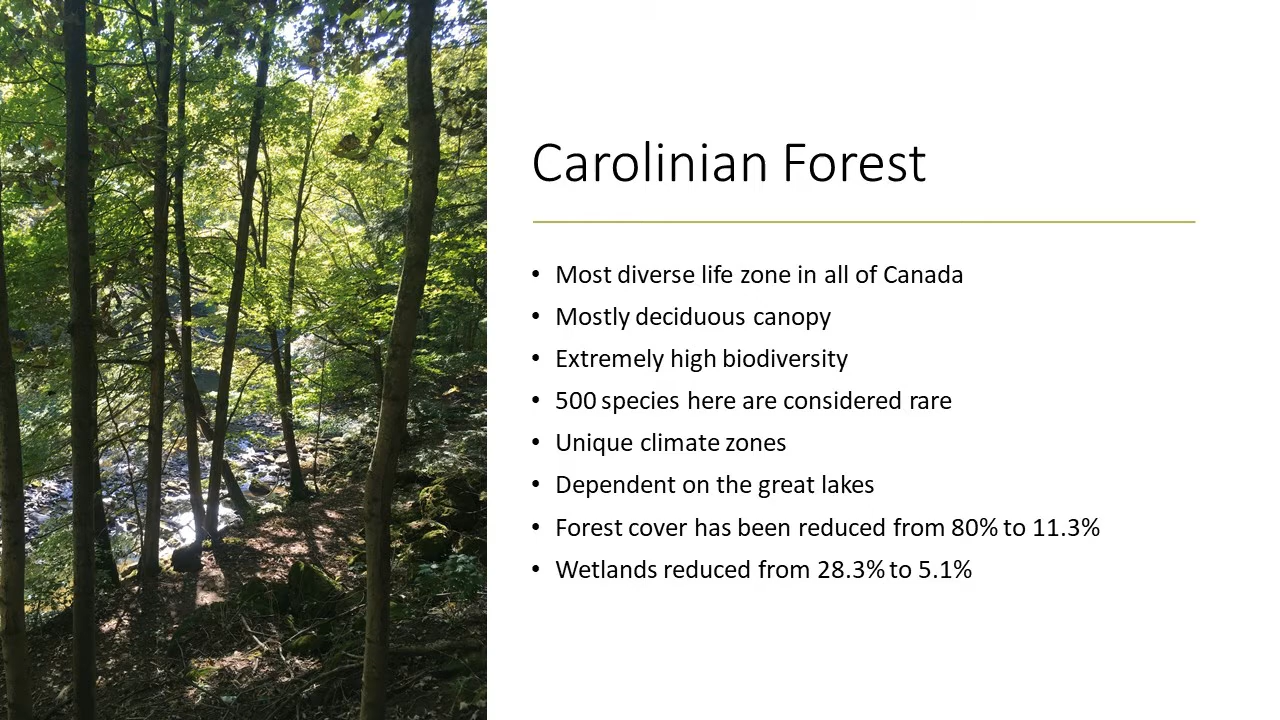 Carolinian Forest
• Most diverse life zone in all of Canada
• Mostly deciduous canopy
• Extremely high biodiversity
• 500 species here are considered rare
• Unique climate zones
• Dependent on the great lakes
• Forest cover has been reduced from 80% to 11.3%
• Wetlands reduced from 28.3% to 5.1%